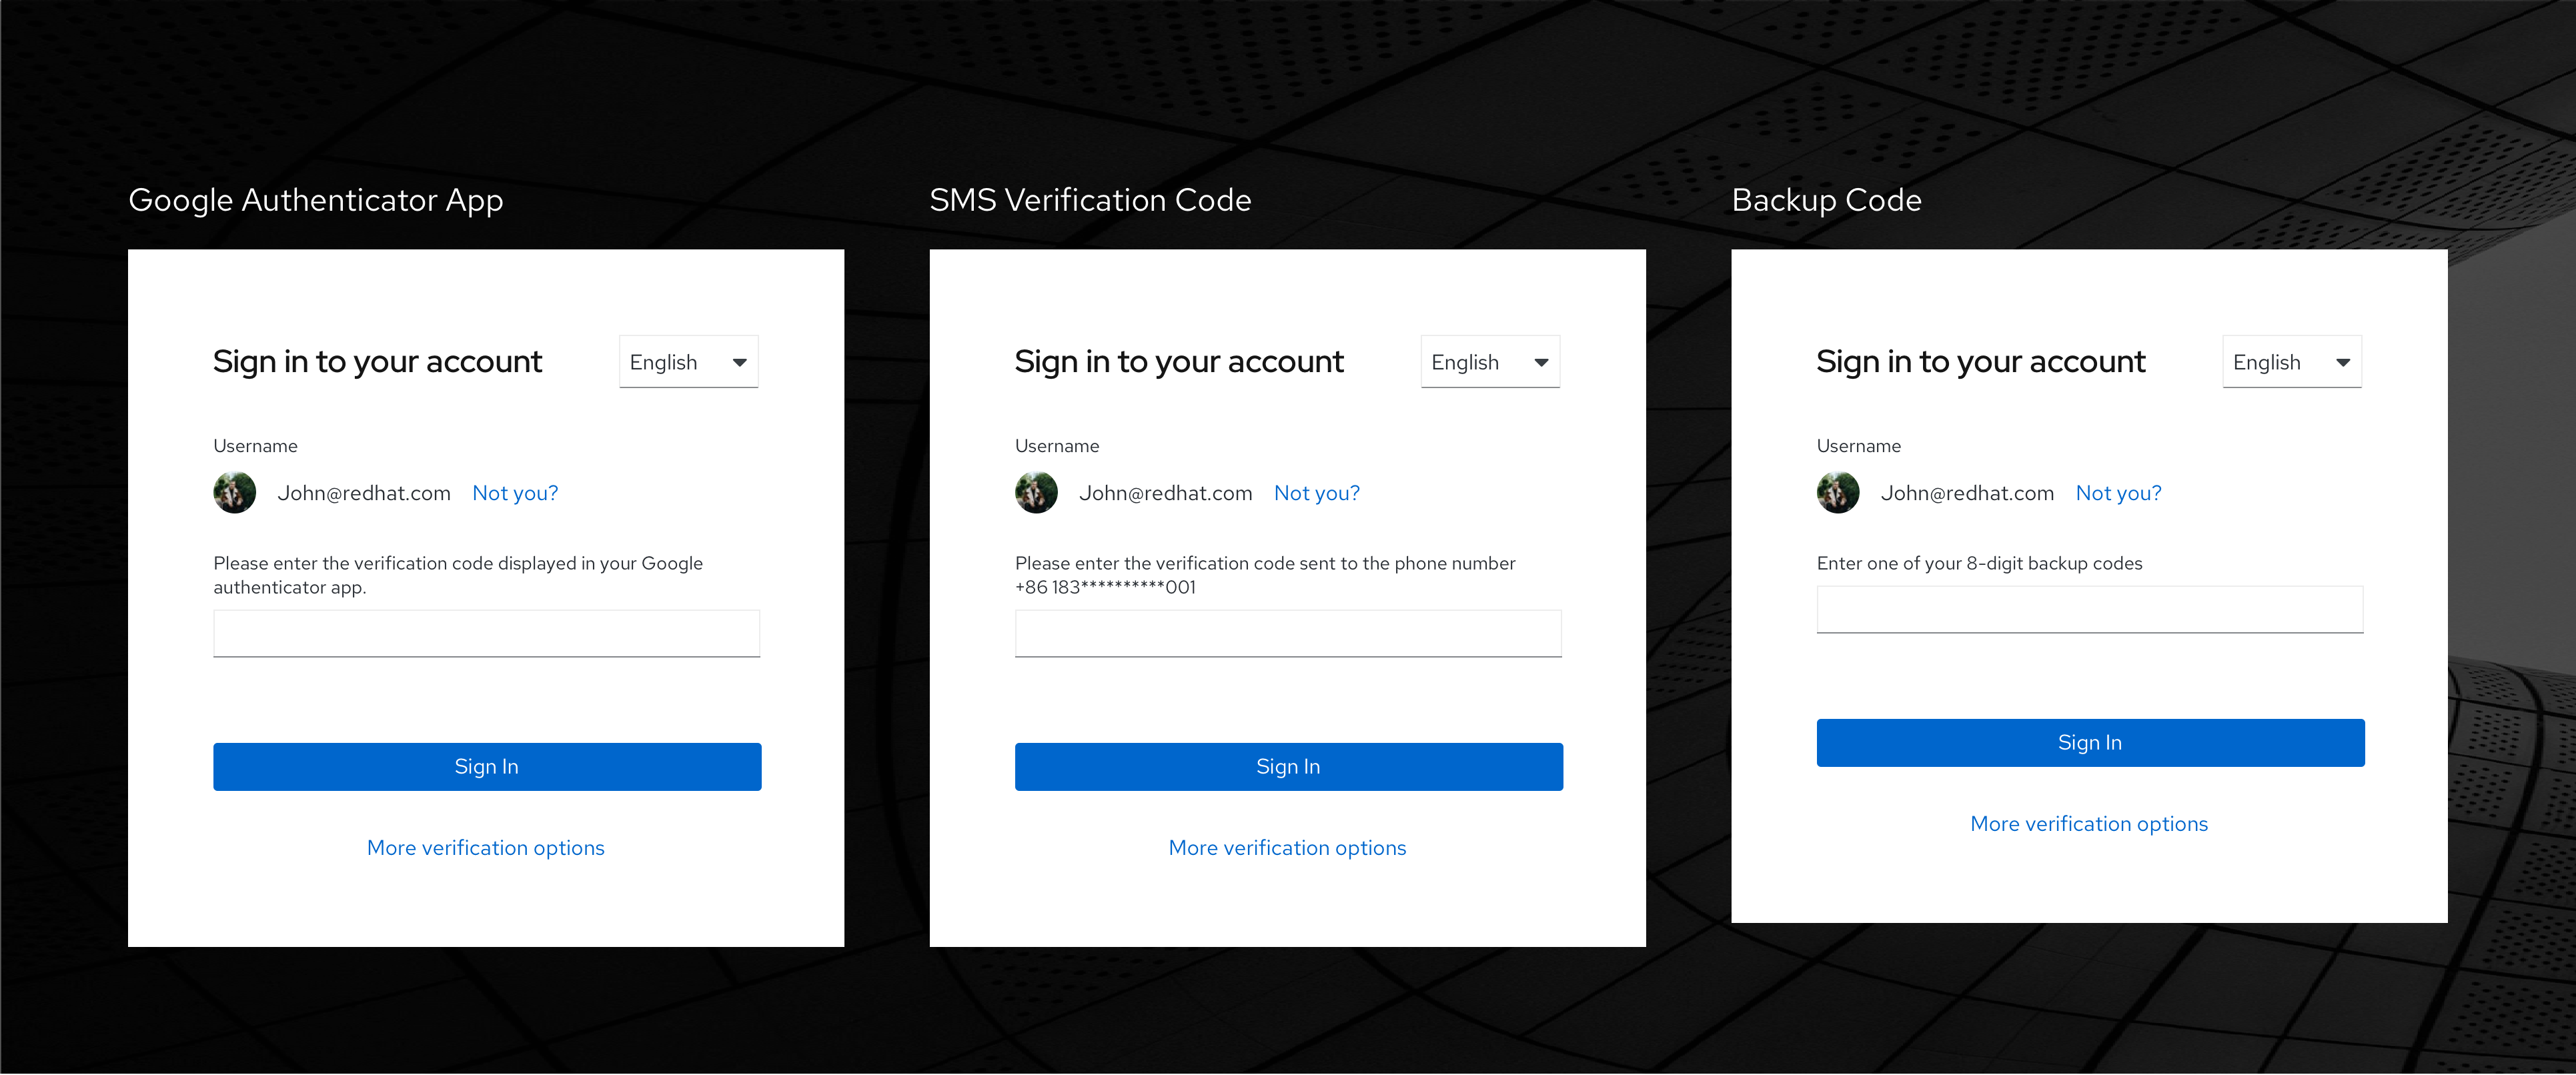 Google Authenticator App
Sign in to your account
English
Username
John@redhat.com Not you?
Please enter the verification code displayed in your Google
authenticator app.
Sign In
More verification options
SMS Verification Code
Sign in to your account
English
Username
John@redhat.com Not you?
Please enter the verification code sent to the phone number
+86 183**********001
Sign In
More verification options
Backup Code
Sign in to your account
English
Username
John@redhat.com Not you?
Enter one of your 8-digit backup codes
Sign In
More verification options